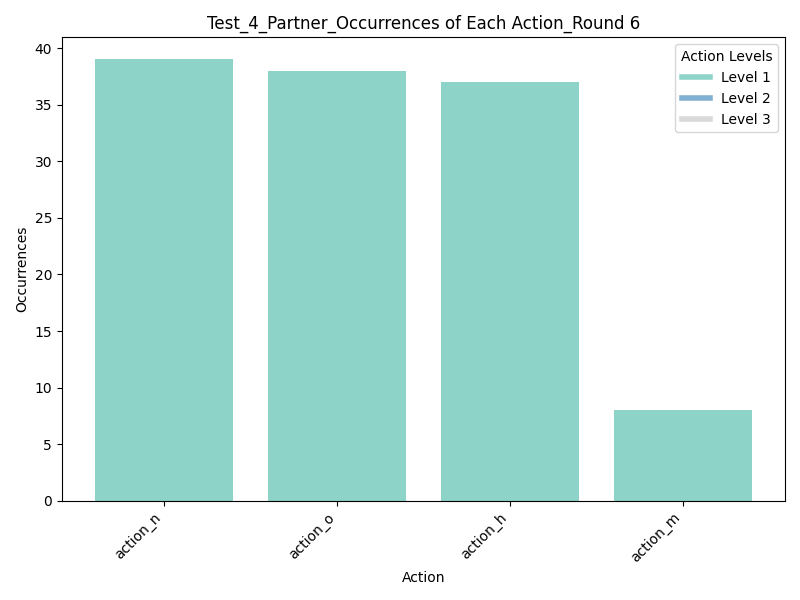 Test_4_Partner_Occurrences of Each Action_Round 6
Action Levels
Level 1
Level 2
Level 3
Occurrences
40
35
30
25
20
15
10
5
0
action_n
action_o
action_h
action_m
Action